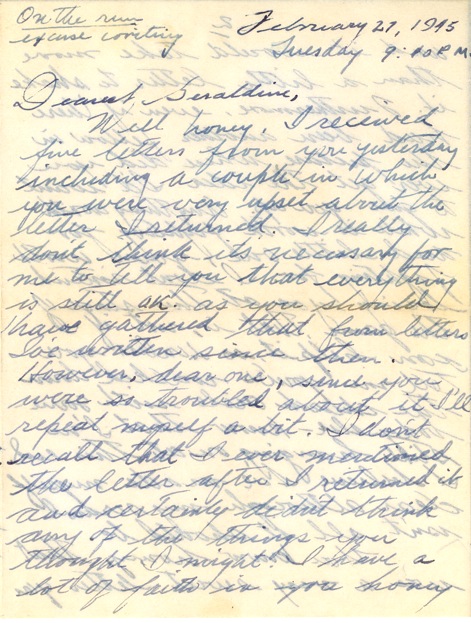 On the run
excuse writing
February 27, 1945
Tuesday 9:10 P.M.
Dearest Geraldine,
Well honey, I received
five letters from you yesterday
including a couple in which
you were very upset about the
letter I returned. I really
don't think it's necessary for
me to tell you that everything
is still ok. as you should
have gathered that from letters
I've written since then.
However, dear one, since you
were so troubled about it I'll
repeat myself a bit. I don't
recall that I ever mentioned
the letter after I returned it
and certainly didn't think
any of the things you
thought I might. I have a
lot of faith in you honey